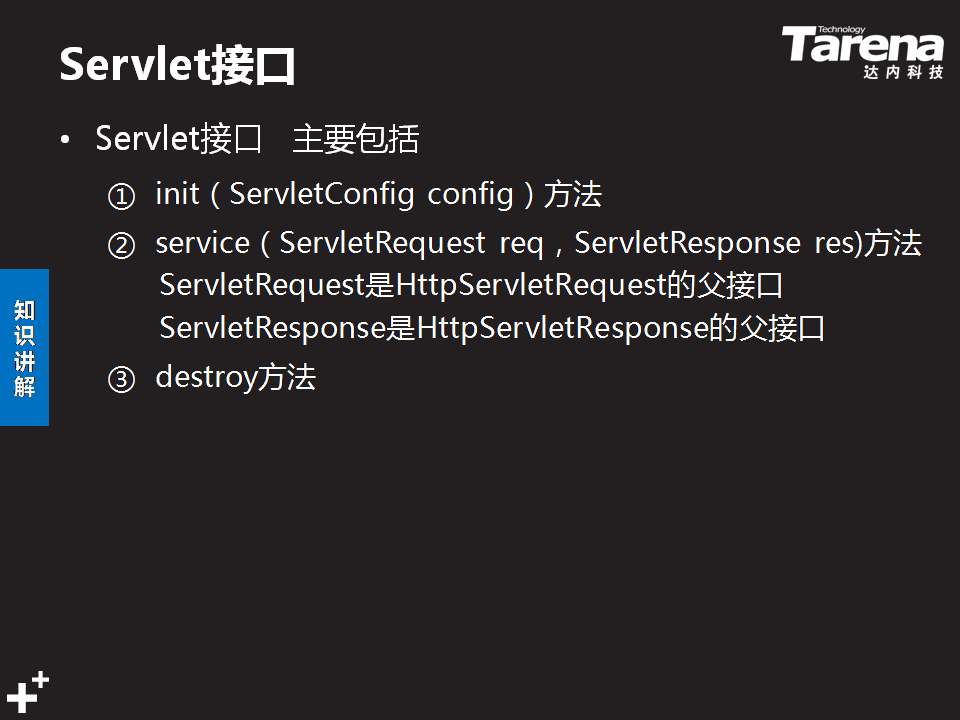 Servlet接口
Technology
Tarena
达内科技
• Servlet接口 主要包括
① init（ServletConfig config）方法
② service（ServletRequest req，ServletResponse res)方法
ServletRequest是HttpServletRequest的父接口
ServletResponse是HttpServletResponse的父接口
③ destroy方法
知识讲解